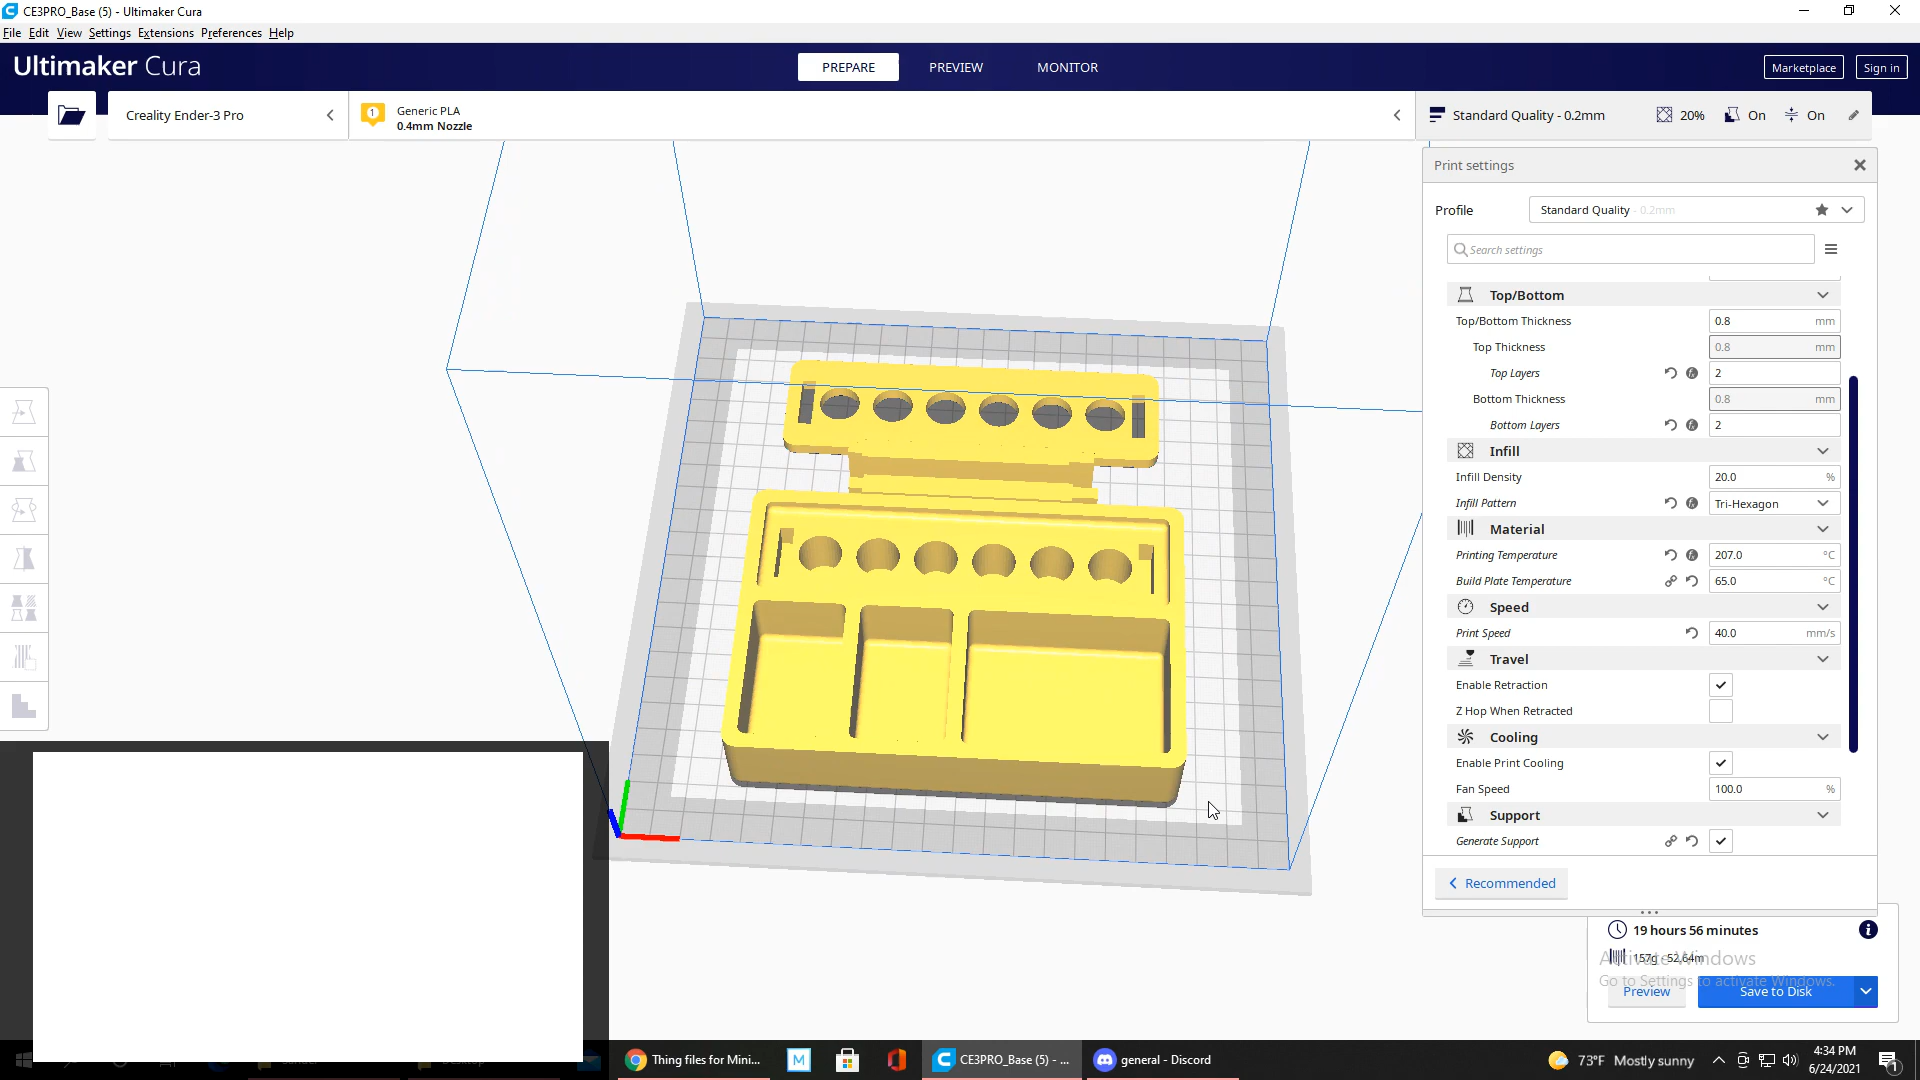 CE3PRO_Base (5) - Ultimaker Cura
File Edit View Settings Extensions Preferences Help
Ultimaker Cura
PREPARE PREVIEW MONITOR
Marketplace Sign in
Creality Ender-3 Pro
1
Generic PLA
0.4mm Nozzle
Standard Quality - 0.2mm 20% On On
Print settings
Profile Standard Quality - 0.2mm
Search settings
Top/Bottom
Top/Bottom Thickness 0.8 mm
Top Thickness 0.8 mm
Top Layers 2
Bottom Thickness 0.8 mm
Bottom Layers 2
Infill
Infill Density 20.0 %
Infill Pattern Tri-Hexagon
Material
Printing Temperature 207.0 °C
Build Plate Temperature 65.0 °C
Speed
Print Speed 40.0 mm/s
Travel
Enable Retraction
Z Hop When Retracted
Cooling
Enable Print Cooling
Fan Speed 100.0 %
Support
Generate Support
Recommended
19 hours 56 minutes
157g · 52.64m
Activate Windows
Go to Settings to activate Windows.
Preview Save to Disk
Thing files for Mini... CE3PRO_Base (5) - ... general - Discord
73°F Mostly sunny
4:34 PM
6/24/2021
1